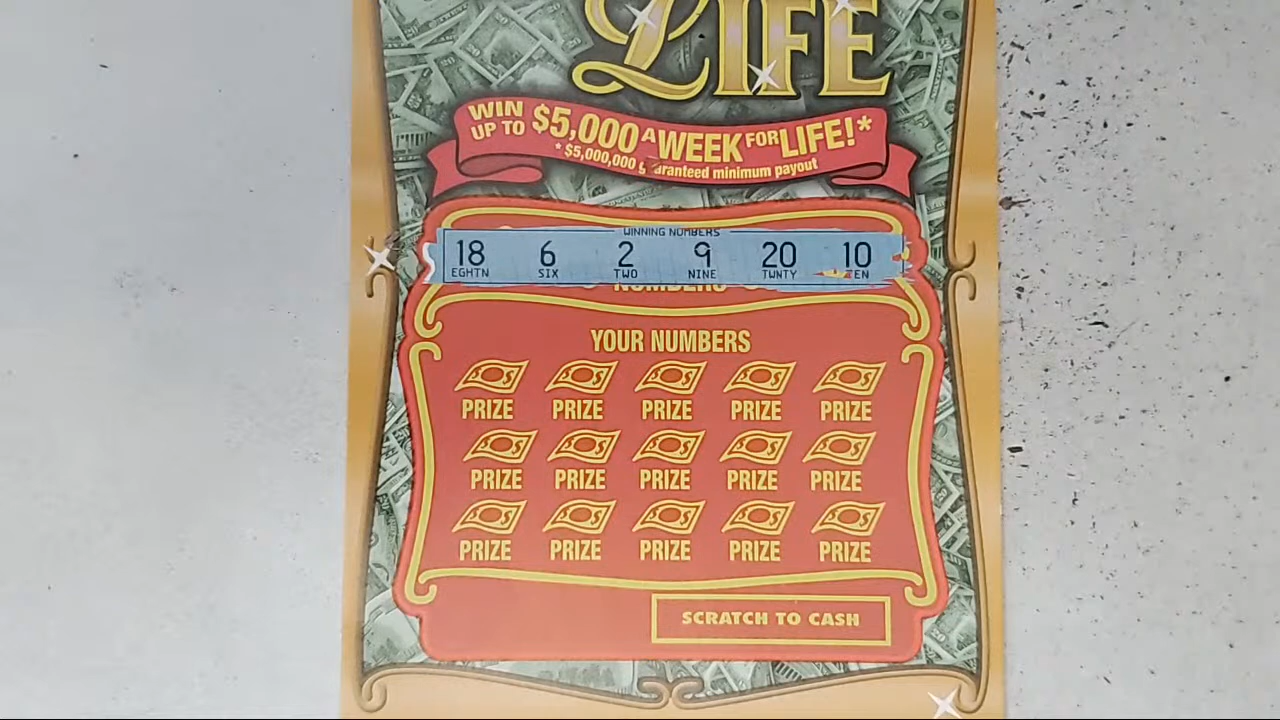 LIFE
WIN UP TO $5,000 A WEEK FOR LIFE!*
* $5,000,000 guaranteed minimum payout
WINNING NUMBERS
18 6 2 9 20 10
EGHTN SIX TWO NINE TWNTY EN
NUMBERS
YOUR NUMBERS
PRIZE PRIZE PRIZE PRIZE PRIZE
PRIZE PRIZE PRIZE PRIZE PRIZE
PRIZE PRIZE PRIZE PRIZE PRIZE
SCRATCH TO CASH